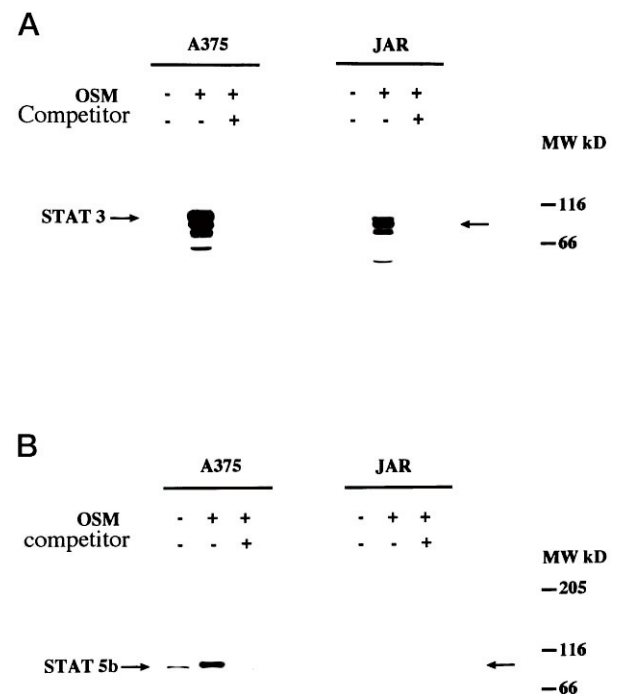 A
A375 JAR
OSM - + + - + +
Competitor - - + - - +
MW kD
STAT 3 → ← −116
−66
B
A375 JAR
OSM - + + - + +
competitor - - + - - +
MW kD
−205
−116
STAT 5b → ←
−66